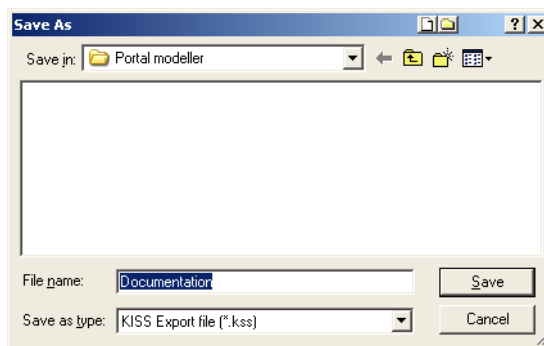 Save As
Save in: Portal modeller
File name: Documentation Save
Save as type: KISS Export file (*.kss) Cancel